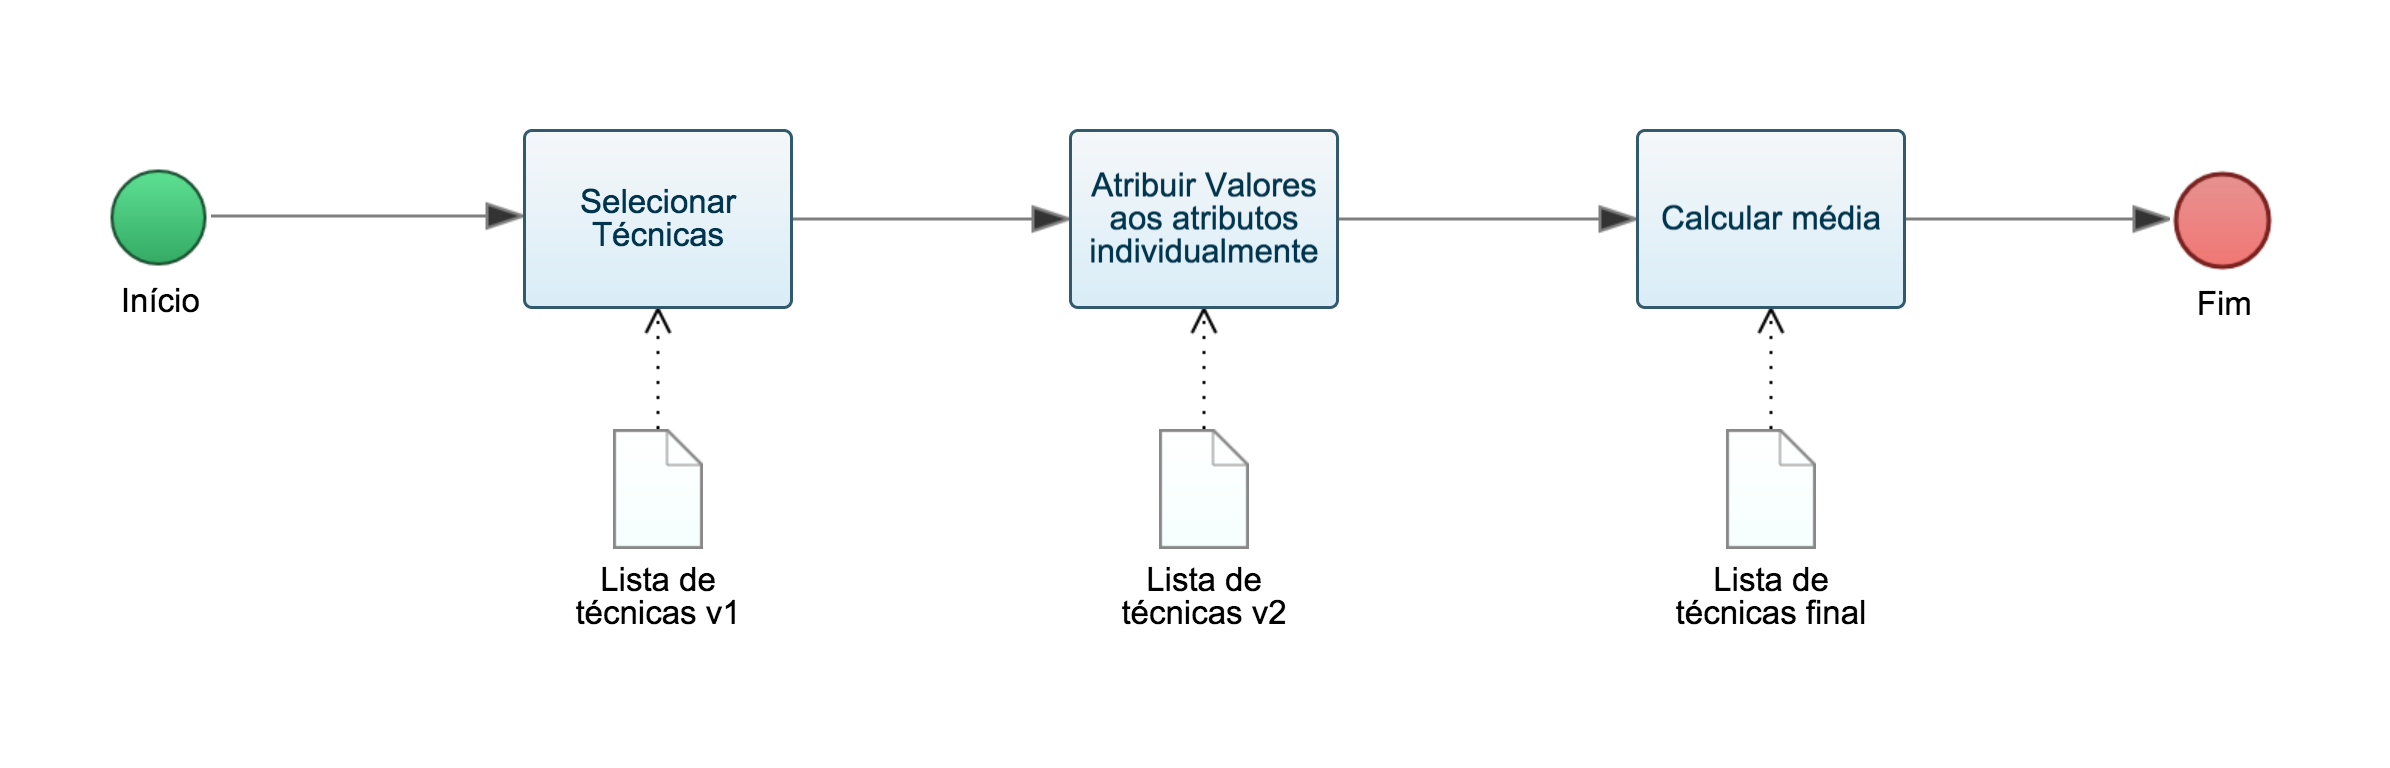 Selecionar
Técnicas
Atribuir Valores
aos atributos
individualmente
Calcular média
Início
Fim
Lista de
técnicas v1
Lista de
técnicas v2
Lista de
técnicas final